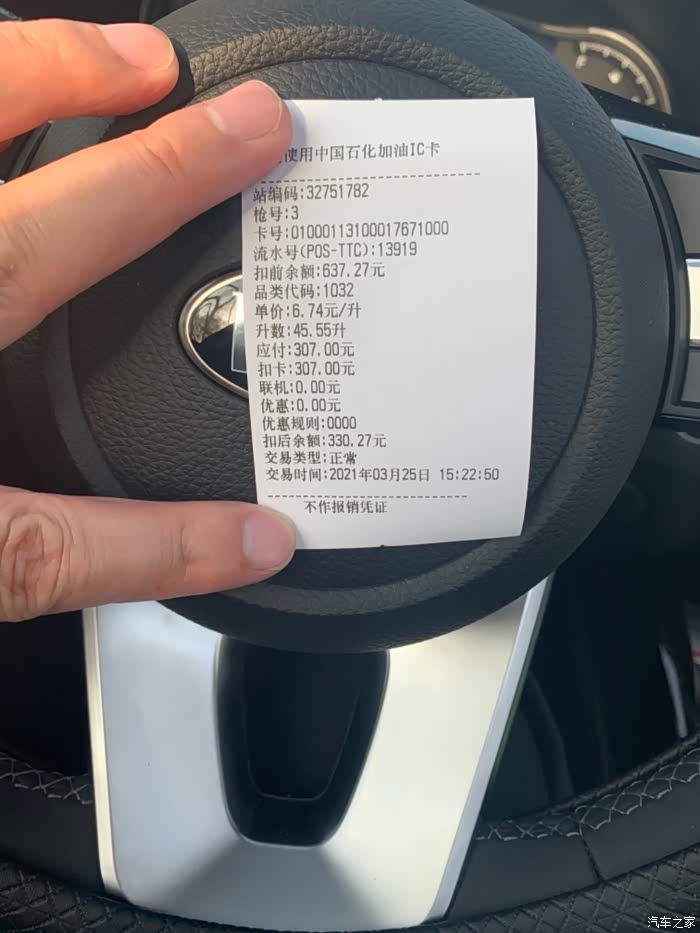 使用中国石化加油IC卡
站编码:32751782
枪号:3
卡号:01000113100017671000
流水号(POS-TTC):13919
扣前余额:637.27元
品类代码:1032
单价:6.74元/升
升数:45.55升
应付:307.00元
扣卡:307.00元
联机:0.00元
优惠:0.00元
优惠规则:0000
扣后余额:330.27元
交易类型:正常
交易时间:2021年03月25日 15:22:50
不作报销凭证
汽车之家